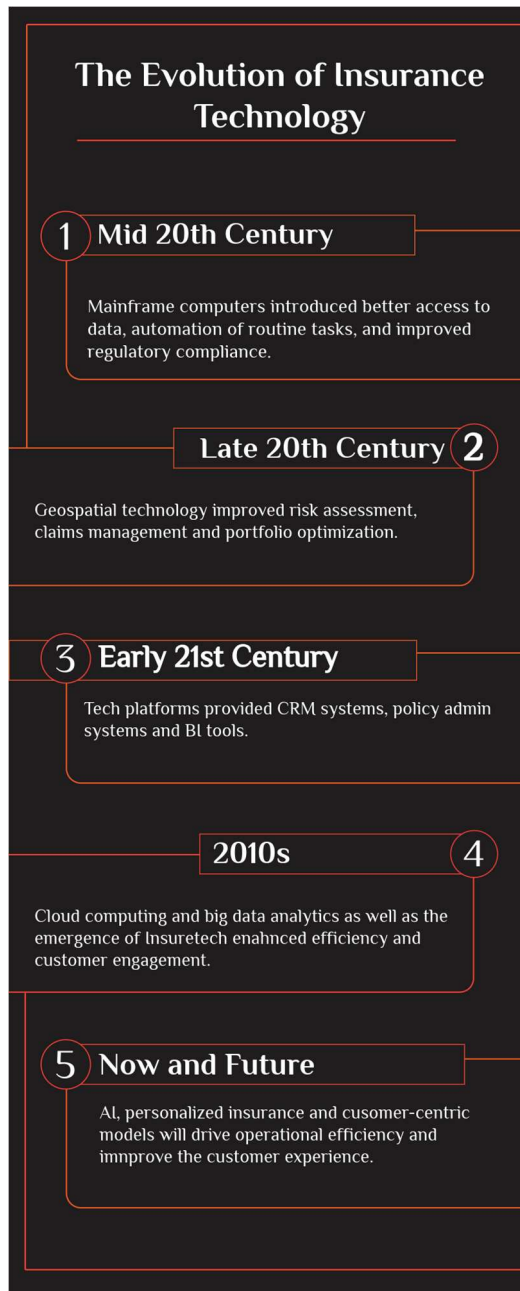 The Evolution of Insurance
Technology
1 Mid 20th Century
Mainframe computers introduced better access to
data, automation of routine tasks, and improved
regulatory compliance.
Late 20th Century 2
Geospatial technology improved risk assessment,
claims management and portfolio optimization.
3 Early 21st Century
Tech platforms provided CRM systems, policy admin
systems and BI tools.
2010s 4
Cloud computing and big data analytics as well as the
emergence of Insuretech enahnced efficiency and
customer engagement.
5 Now and Future
AI, personalized insurance and cusomer-centric
models will drive operational efficiency and
imnprove the customer experience.